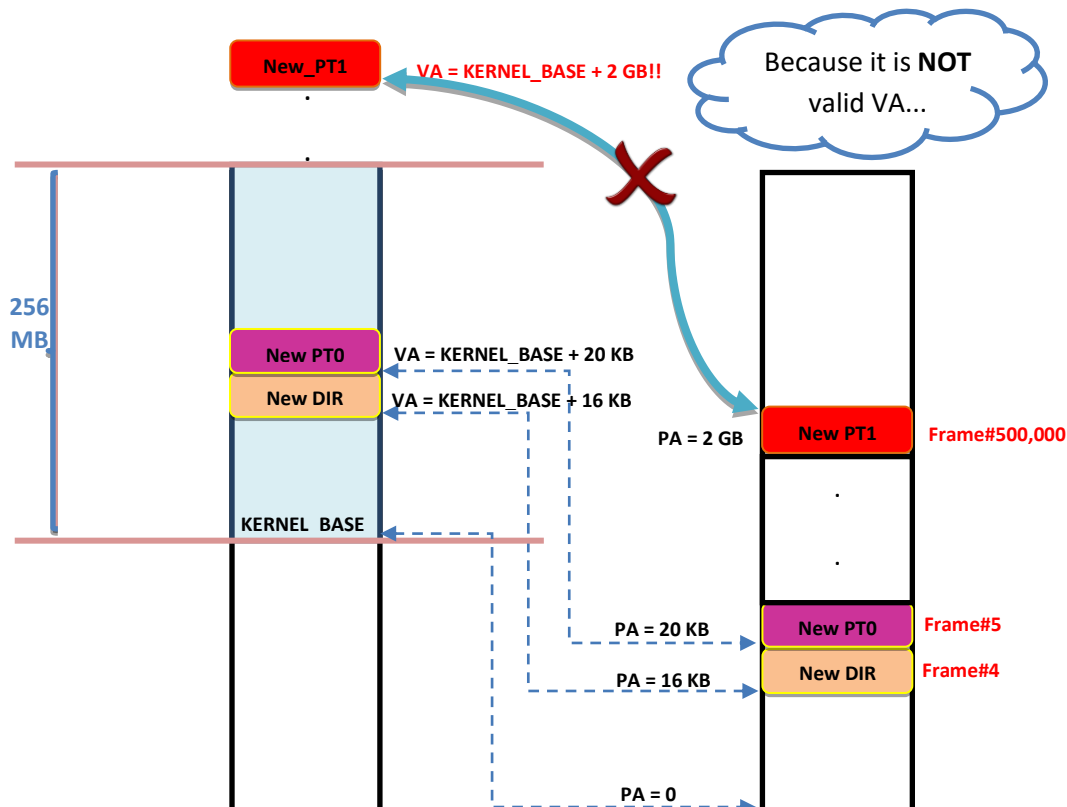 New_PT1
VA = KERNEL_BASE + 2 GB!!
.
.
Because it is NOT
valid VA...
256
MB
New PT0
VA = KERNEL_BASE + 20 KB
New DIR
VA = KERNEL_BASE + 16 KB
KERNEL_BASE
PA = 2 GB
New PT1
Frame#500,000
.
.
PA = 20 KB
New PT0
Frame#5
PA = 16 KB
New DIR
Frame#4
PA = 0